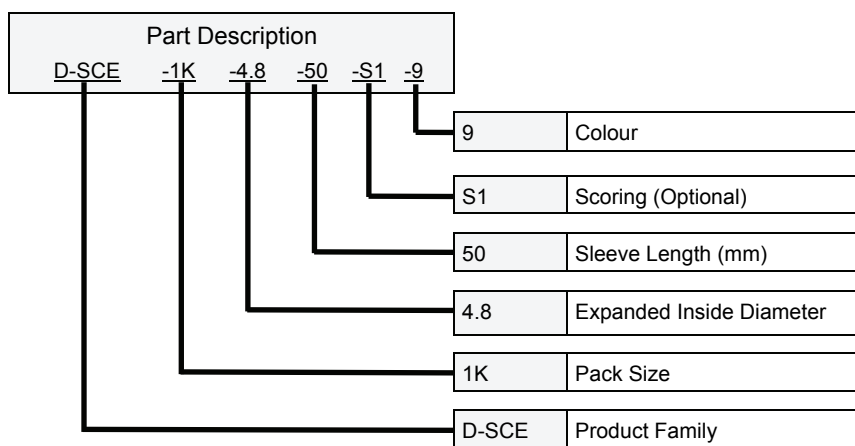 Part Description
D-SCE -1K -4.8 -50 -S1 -9
9 Colour
S1 Scoring (Optional)
50 Sleeve Length (mm)
4.8 Expanded Inside Diameter
1K Pack Size
D-SCE Product Family